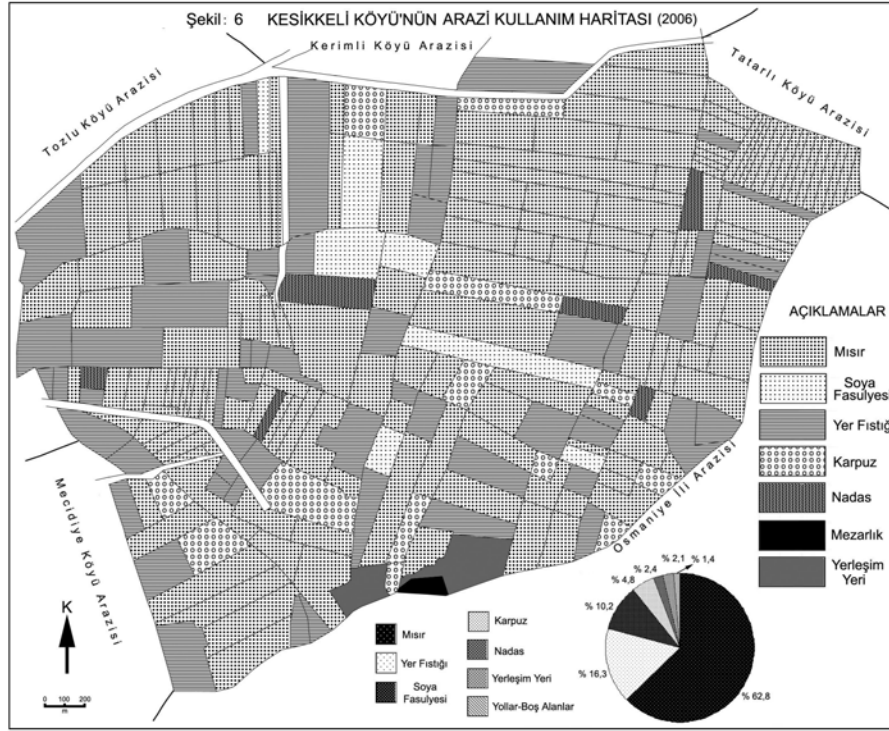 Şekil: 6 KESİKKELİ KÖYÜ'NÜN ARAZİ KULLANIM HARİTASI (2006)
Kerimli Köyü Arazisi
Tatarlı Köyü Arazisi
Tozlu Köyü Arazisi
AÇIKLAMALAR
Mısır
Soya
Fasulyesi
Yer Fıstığı
Karpuz
Nadas
Mezarlık
Yerleşim
Yeri
Osmaniye İli Arazisi
Mecidiye Köyü Arazisi
K
0 100 200
m
Mısır
Yer Fıstığı
Soya
Fasulyesi
Karpuz
Nadas
Yerleşim Yeri
Yollar-Boş Alanlar
% 2,1
% 1,4
% 2,4
% 4,8
% 10,2
% 16,3
% 62,8